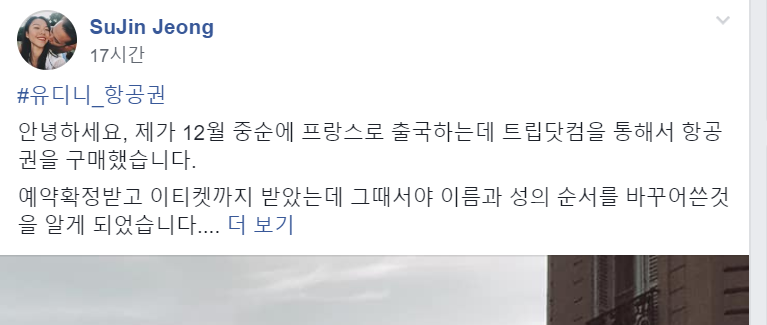 SuJin Jeong
17시간
#유디니_항공권
안녕하세요, 제가 12월 중순에 프랑스로 출국하는데 트립닷컴을 통해서 항공
권을 구매했습니다.
예약확정받고 이티켓까지 받았는데 그때서야 이름과 성의 순서를 바꾸어쓴것
을 알게 되었습니다.... 더 보기